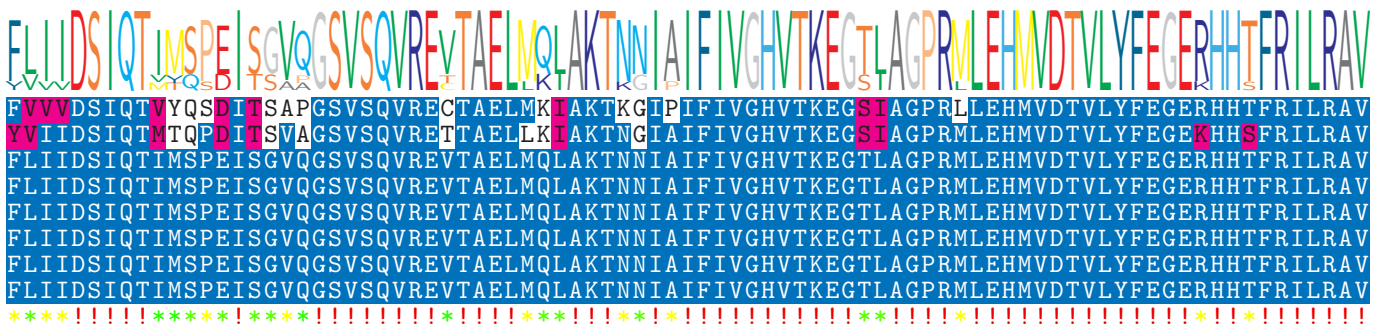 FLIIDSIQTIMSPEISGVQGSVSQVREVTAELMQLAKTNNIAIFIVGHVTKEGTLAGPRMLEHMVDTVLYFEGERHHTFRILRAV
FVVVDSIQTVYQSDITSAPGSVSQVRECTAELMKIAKTKGIPIFIVGHVTKEGSIAGPRLLEHMVDTVLYFEGERHHTFRILRAV
YVIIDSIQTMTQPDITSVAGSVSQVRETTAELLKIAKTNGIAIFIVGHVTKEGSIAGPRMLEHMVDTVLYFEGEKHHSFRILRAV
FLIIDSIQTIMSPEISGVQGSVSQVREVTAELMQLAKTNNIAIFIVGHVTKEGTLAGPRMLEHMVDTVLYFEGERHHTFRILRAV
FLIIDSIQTIMSPEISGVQGSVSQVREVTAELMQLAKTNNIAIFIVGHVTKEGTLAGPRMLEHMVDTVLYFEGERHHTFRILRAV
FLIIDSIQTIMSPEISGVQGSVSQVREVTAELMQLAKTNNIAIFIVGHVTKEGTLAGPRMLEHMVDTVLYFEGERHHTFRILRAV
FLIIDSIQTIMSPEISGVQGSVSQVREVTAELMQLAKTNNIAIFIVGHVTKEGTLAGPRMLEHMVDTVLYFEGERHHTFRILRAV
FLIIDSIQTIMSPEISGVQGSVSQVREVTAELMQLAKTNNIAIFIVGHVTKEGTLAGPRMLEHMVDTVLYFEGERHHTFRILRAV
FLIIDSIQTIMSPEISGVQGSVSQVREVTAELMQLAKTNNIAIFIVGHVTKEGTLAGPRMLEHMVDTVLYFEGERHHTFRILRAV
****!!!!!*****!****!!!!!!!!*!!!!***!!!**!*!!!!!!!!!!!**!!!!*!!!!!!!!!!!!!!*!!*!!!!!!!